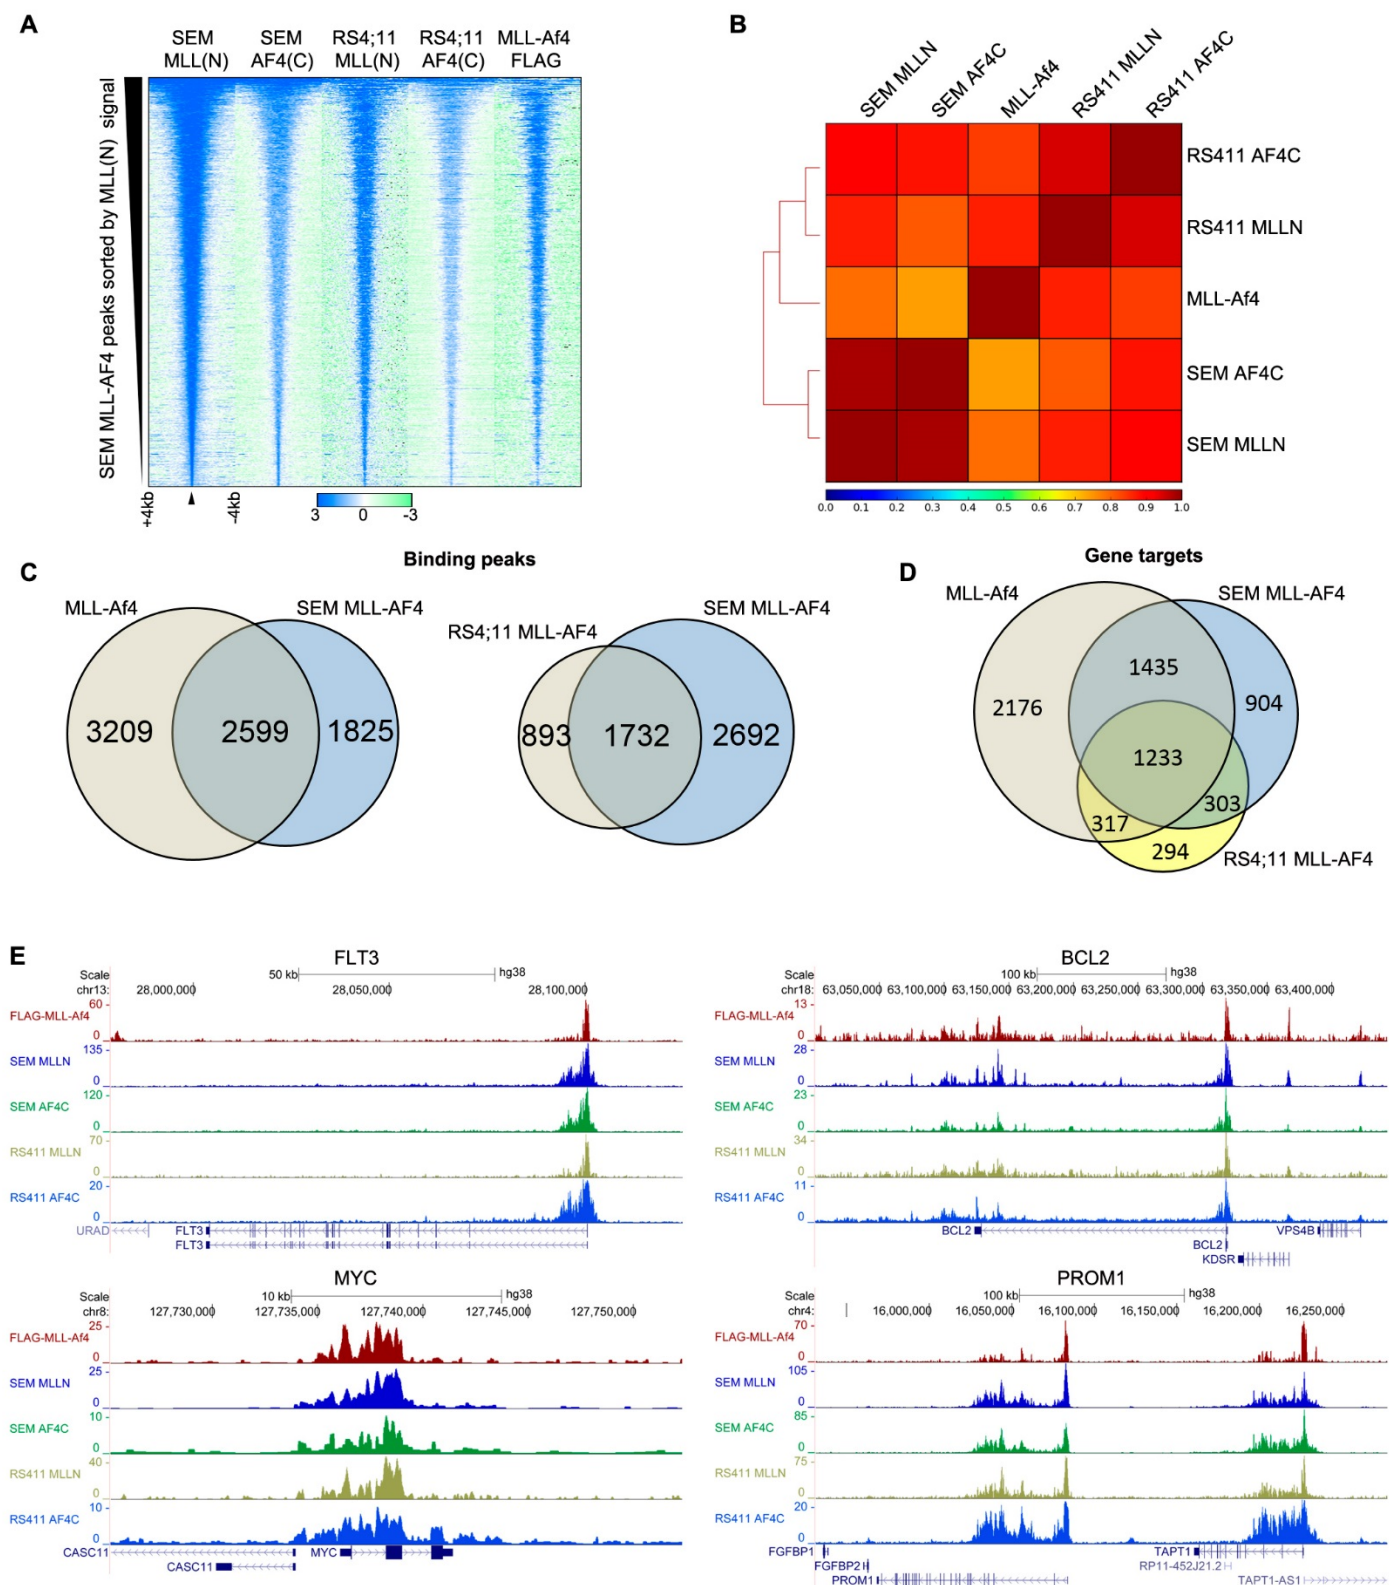 A
SEM MLL(N)
SEM AF4(C)
RS4;11 MLL(N)
RS4;11 AF4(C)
MLL-Af4 FLAG
SEM MLL-AF4 peaks sorted by MLL(N) signal
+4kb
-4kb
3 0 -3
B
SEM MLLN
SEM AF4C
MLL-Af4
RS411 MLLN
RS411 AF4C
RS411 AF4C
RS411 MLLN
MLL-Af4
SEM AF4C
SEM MLLN
0.0 0.1 0.2 0.3 0.4 0.5 0.6 0.7 0.8 0.9 1.0
Binding peaks
C
MLL-Af4
SEM MLL-AF4
3209
2599
1825
RS4;11 MLL-AF4
SEM MLL-AF4
893
1732
2692
Gene targets
D
MLL-Af4
SEM MLL-AF4
1435
2176
904
1233
303
317
294
RS4;11 MLL-AF4
E
FLT3
Scale
50 kb
hg38
chr13:
28,000,000
28,050,000
28,100,000
60
FLAG-MLL-Af4
0
135
SEM MLLN
0
120
SEM AF4C
0
70
RS411 MLLN
0
20
RS411 AF4C
0
URAD
FLT3
FLT3
BCL2
Scale
100 kb
hg38
chr18:
63,050,000
63,100,000
63,150,000
63,200,000
63,250,000
63,300,000
63,350,000
63,400,000
13
FLAG-MLL-Af4
0
28
SEM MLLN
0
23
SEM AF4C
0
34
RS411 MLLN
0
11
RS411 AF4C
0
BCL2
VPS4B
BCL2
KDSR
MYC
Scale
10 kb
hg38
chr8:
127,730,000
127,735,000
127,740,000
127,745,000
127,750,000
25
FLAG-MLL-Af4
0
25
SEM MLLN
0
10
SEM AF4C
0
40
RS411 MLLN
0
10
RS411 AF4C
0
CASC11
MYC
CASC11
PROM1
Scale
100 kb
hg38
chr4:
16,000,000
16,050,000
16,100,000
16,150,000
16,200,000
16,250,000
70
FLAG-MLL-Af4
0
105
SEM MLLN
0
85
SEM AF4C
0
75
RS411 MLLN
0
20
RS411 AF4C
0
FGFBP1
TAPT1
FGFBP2
RP11-452J21.2
PROM1
TAPT1-AS1